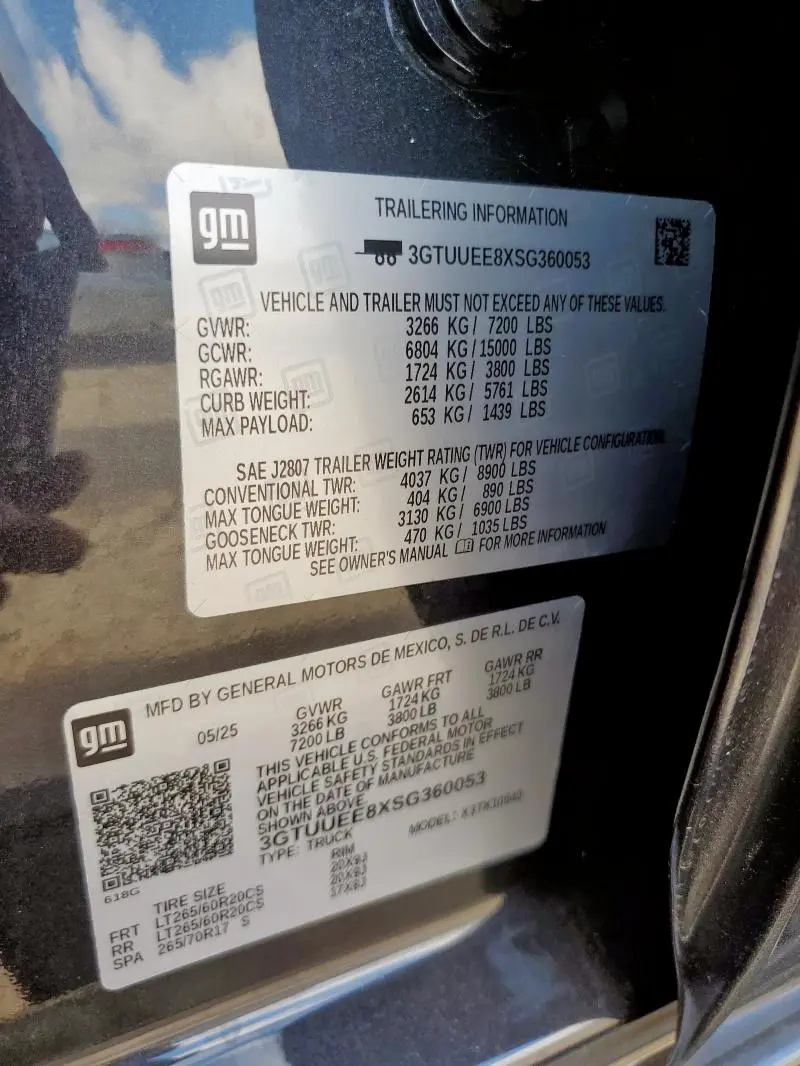 gm
TRAILERING INFORMATION
3GTUUEE8XSG360053
VEHICLE AND TRAILER MUST NOT EXCEED ANY OF THESE VALUES.
GVWR: 3266 KG / 7200 LBS
GCWR: 6804 KG / 15000 LBS
RGAWR: 1724 KG / 3800 LBS
CURB WEIGHT: 2614 KG / 5761 LBS
MAX PAYLOAD: 653 KG / 1439 LBS
SAE J2807 TRAILER WEIGHT RATING (TWR) FOR VEHICLE CONFIGURATION.
CONVENTIONAL TWR: 4037 KG / 8900 LBS
MAX TONGUE WEIGHT: 404 KG / 890 LBS
GOOSENECK TWR: 3130 KG / 6900 LBS
MAX TONGUE WEIGHT: 470 KG / 1035 LBS
SEE OWNER'S MANUAL FOR MORE INFORMATION
gm
MFD BY GENERAL MOTORS DE MEXICO, S. DE R.L. DE C.V.
05/25 GVWR GAWR FRT GAWR RR
3266 KG 1724 KG 1724 KG
7200 LB 3800 LB 3800 LB
THIS VEHICLE CONFORMS TO ALL
APPLICABLE U.S. FEDERAL MOTOR
VEHICLE SAFETY STANDARDS IN EFFECT
ON THE DATE OF MANUFACTURE
SHOWN ABOVE.
3GTUUEE8XSG360053
TYPE: TRUCK MODEL:
618G
TIRE SIZE RIM
FRT LT265/60R20CS 20X9J
RR LT265/60R20CS 20X9J
SPA 265/70R17 S 17X8J